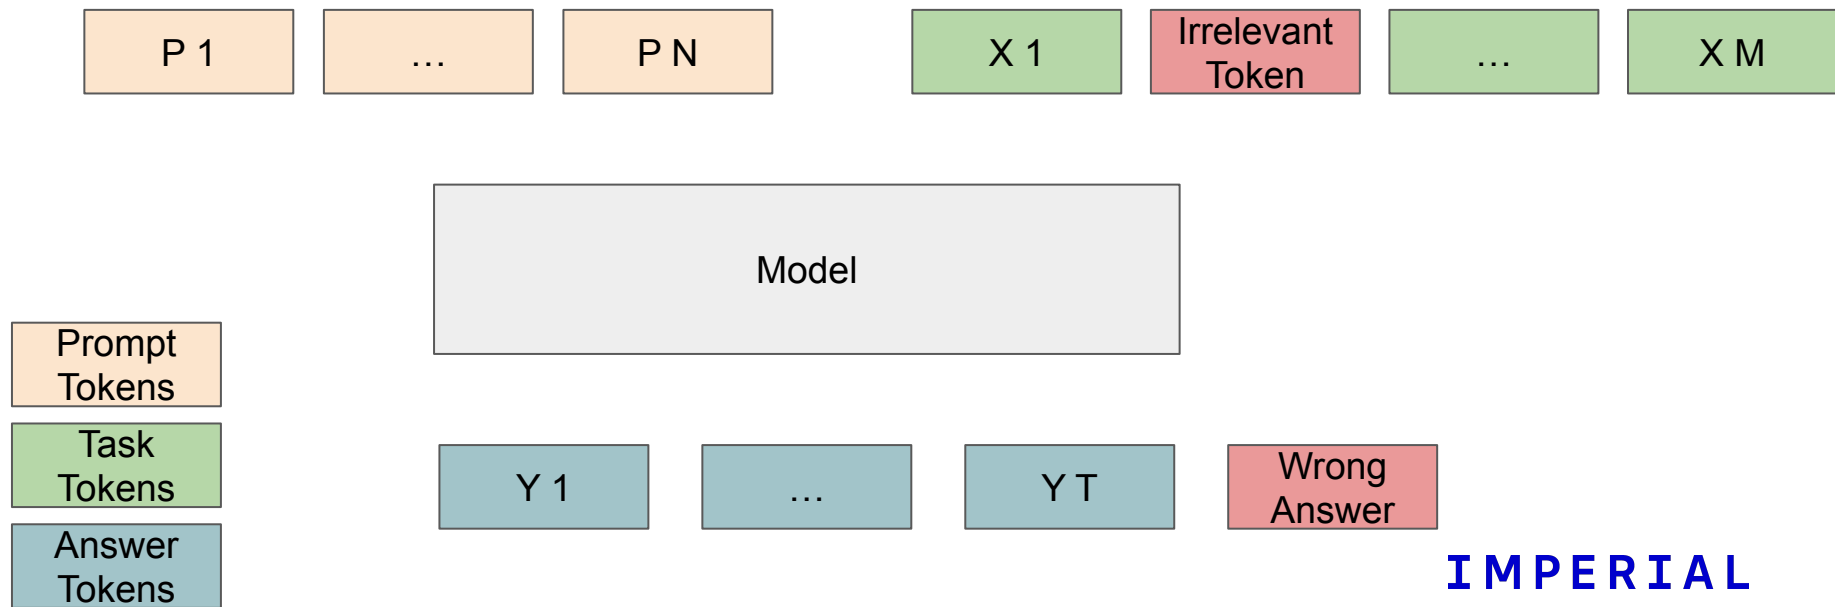 P 1
…
P N
X 1
Irrelevant
Token
…
X M
Model
Prompt
Tokens
Task
Tokens
Answer
Tokens
Y 1
…
Y T
Wrong
Answer
IMPERIAL